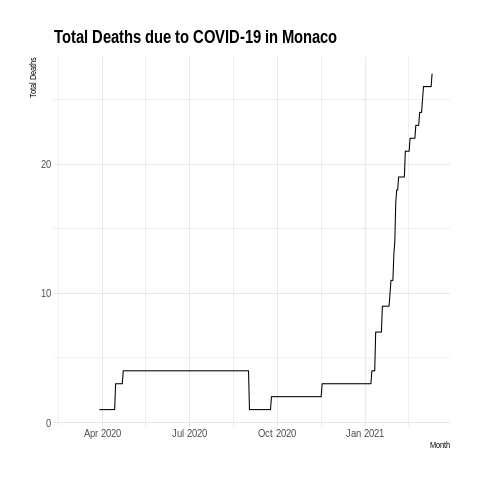 Total Deaths due to COVID-19 in Monaco
Total Deaths
20
10
0
Apr 2020
Jul 2020
Oct 2020
Jan 2021
Month